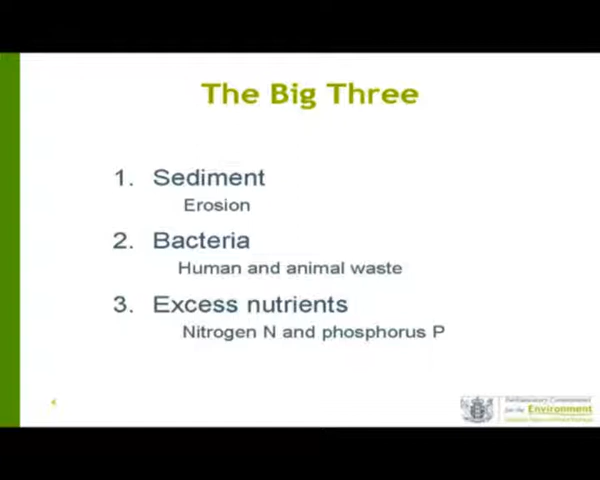 The Big Three
1. Sediment
Erosion
2. Bacteria
Human and animal waste
3. Excess nutrients
Nitrogen N and phosphorus P
Parliamentary Commissioner
for the Environment